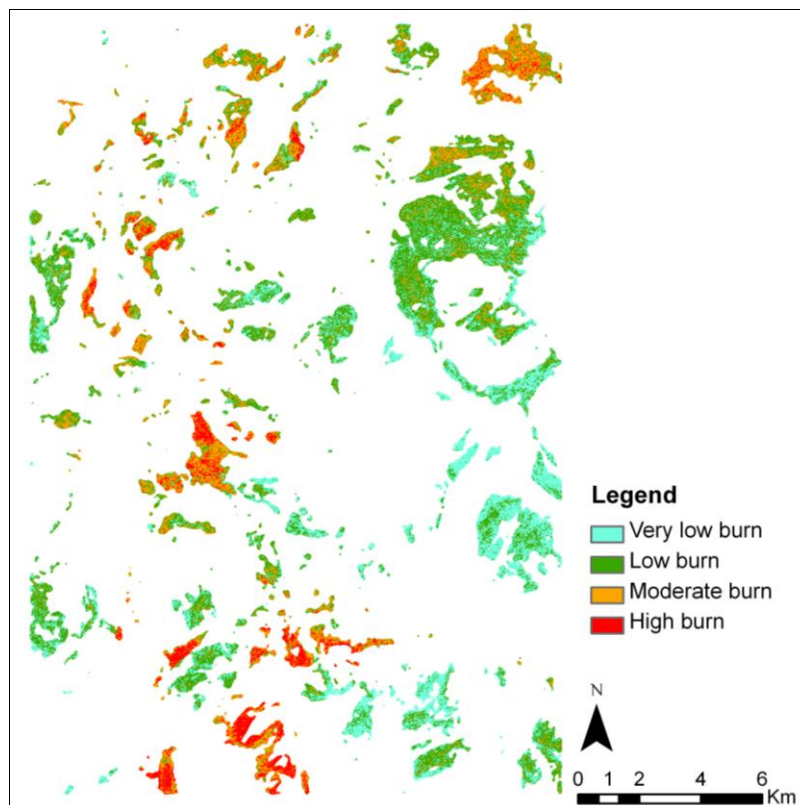 Legend
Very low burn
Low burn
Moderate burn
High burn
N
0 1 2 4 6
Km